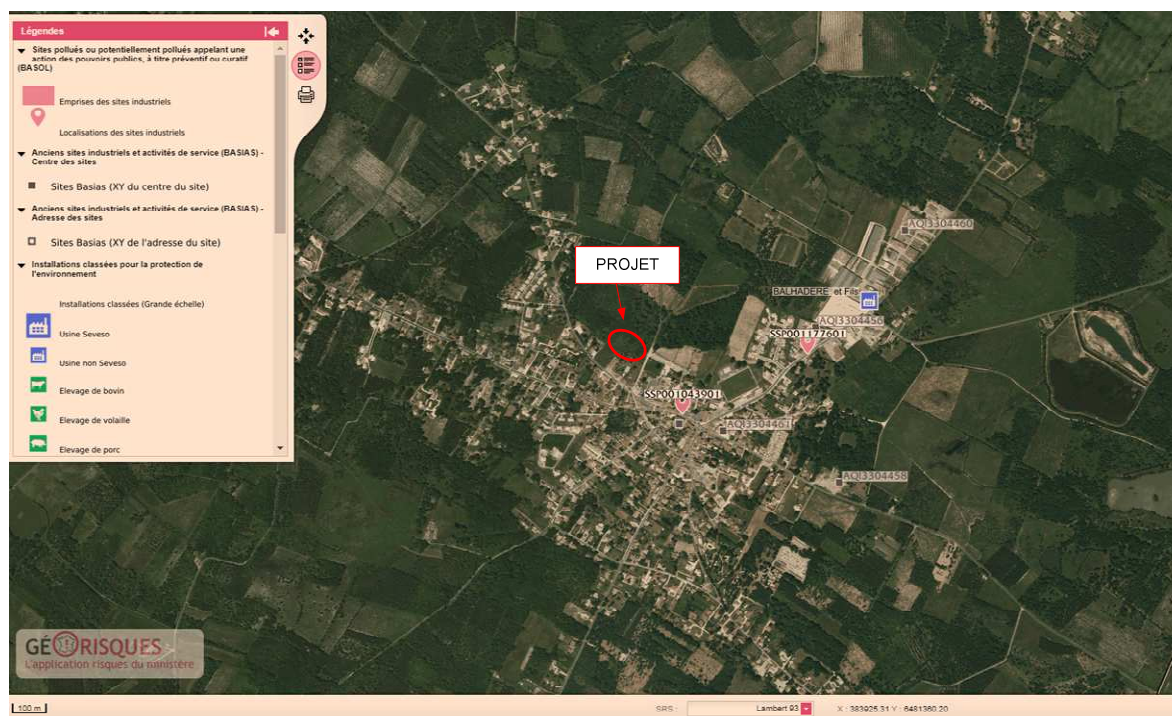 Légendes
Sites pollués ou potentiellement pollués appelant une
action des pouvoirs publics, à titre préventif ou curatif
(BASOL)
Emprises des sites industriels
Localisations des sites industriels
Anciens sites industriels et activités de service (BASIAS) -
Centre des sites
Sites Basias (XY du centre du site)
Anciens sites industriels et activités de service (BASIAS) -
Adresse des sites
Sites Basias (XY de l'adresse du site)
Installations classées pour la protection de
l'environnement
Installations classées (Grande échelle)
Usine Seveso
Usine non Seveso
Elevage de bovin
Elevage de volaille
Elevage de porc
AQI3304460
PROJET
BALHADERE et Fils
AQI3304456
SSP001177601
SSP001043901
AQI3304461
AQI3304458
GÉORISQUES
L'application risques du ministère
100 m
SRS :
Lambert 93
X : 383925.31 Y : 6481360.20